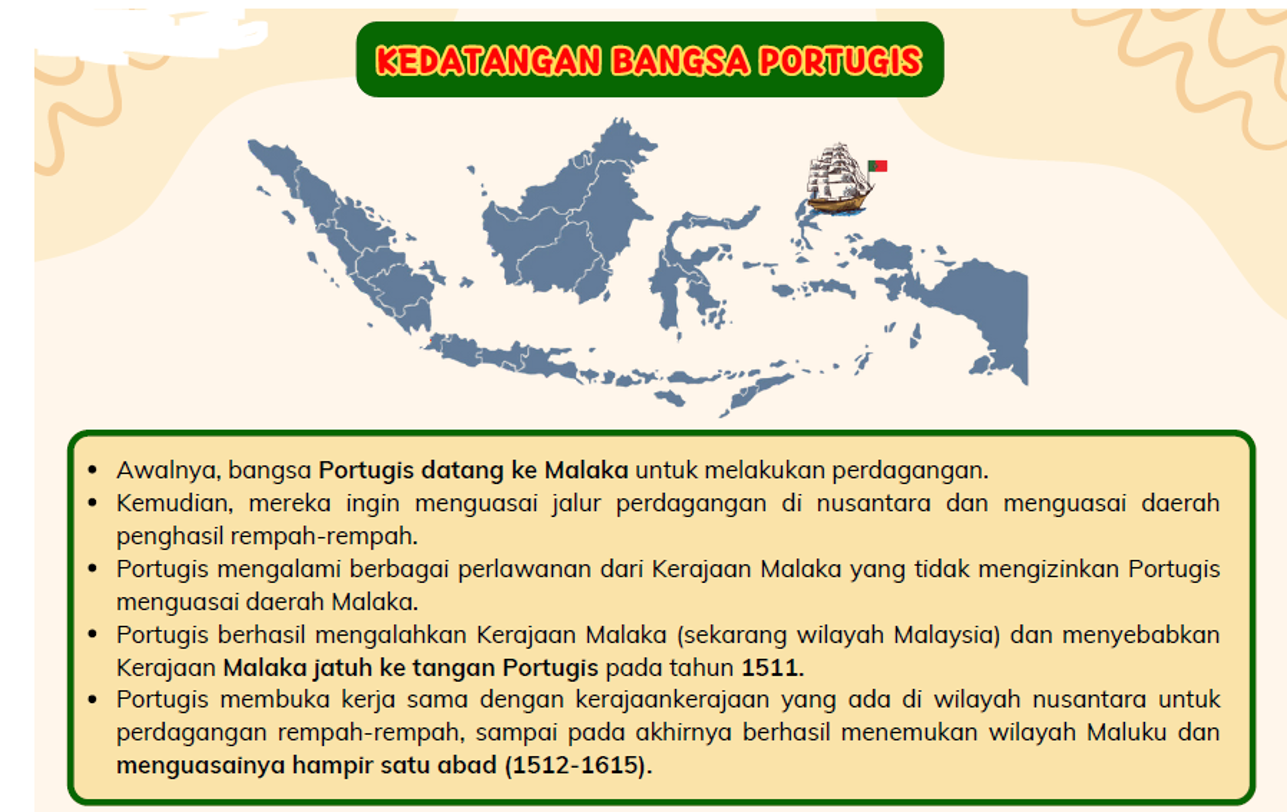 KEDATANGAN BANGSA PORTUGIS
Awalnya, bangsa Portugis datang ke Malaka untuk melakukan perdagangan.
Kemudian, mereka ingin menguasai jalur perdagangan di nusantara dan menguasai daerah
penghasil rempah-rempah.
Portugis mengalami berbagai perlawanan dari Kerajaan Malaka yang tidak mengizinkan Portugis
menguasai daerah Malaka.
Portugis berhasil mengalahkan Kerajaan Malaka (sekarang wilayah Malaysia) dan menyebabkan
Kerajaan Malaka jatuh ke tangan Portugis pada tahun 1511.
Portugis membuka kerja sama dengan kerajaankerajaan yang ada di wilayah nusantara untuk
perdagangan rempah-rempah, sampai pada akhirnya berhasil menemukan wilayah Maluku dan
menguasainya hampir satu abad (1512-1615).